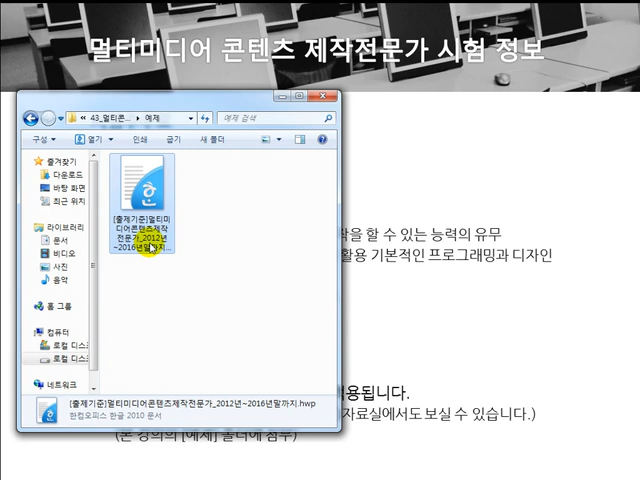 멀티미디어 콘텐츠 제작전문가 시험 정보
« 43_멀티콘... ▸ 예제
예제 검색
구성 열기 인쇄 굽기 새 폴더
즐겨찾기
다운로드
바탕 화면
최근 위치
라이브러리
문서
비디오
사진
음악
홈 그룹
컴퓨터
로컬 디스
로컬 디스
네트워크
[출제기준]멀티미
디어콘텐츠제작
전문가_2012년
~2016년말까지...
할 수 있는 능력의 유무
활용 기본적인 프로그래밍과 디자인
용됩니다.
자료실에서도 보실 수 있습니다.)
[출제기준]멀티미디어콘텐츠제작전문가_2012년~2016년말까지.hwp
한컴오피스 한글 2010 문서
(본 강의의 [예제] 폴더에 첨부)